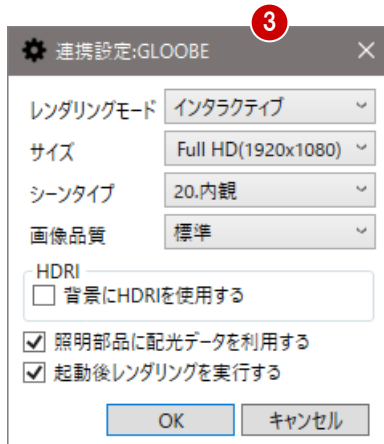 3
連携設定:GLOOBE
レンダリングモード インタラクティブ
サイズ Full HD(1920x1080)
シーンタイプ 20.内観
画像品質 標準
HDRI
背景にHDRIを使用する
照明部品に配光データを利用する
起動後レンダリングを実行する
OK キャンセル